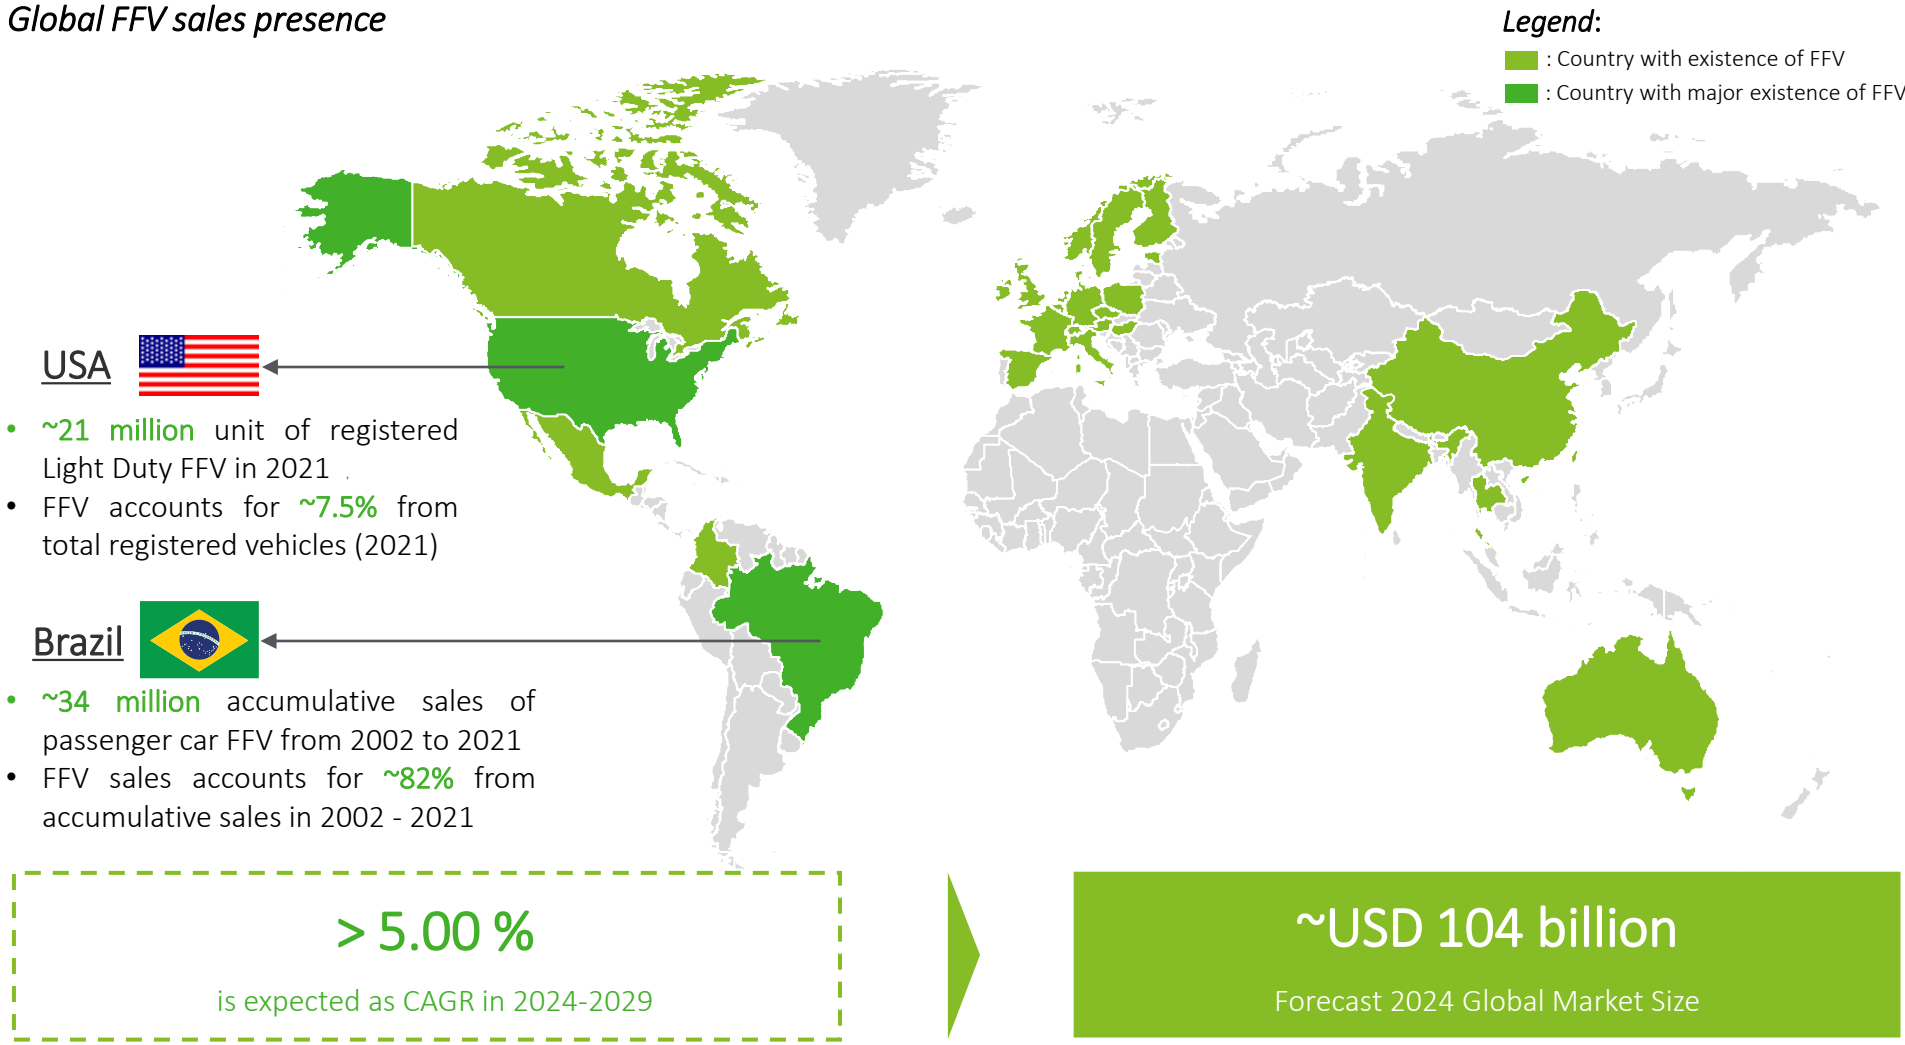 Global FFV sales presence
Legend:
: Country with existence of FFV
: Country with major existence of FFV
USA
• ~21 million unit of registered
Light Duty FFV in 2021 .
• FFV accounts for ~7.5% from
total registered vehicles (2021)
Brazil
• ~34 million accumulative sales of
passenger car FFV from 2002 to 2021
• FFV sales accounts for ~82% from
accumulative sales in 2002 - 2021
> 5.00 %
is expected as CAGR in 2024-2029
~USD 104 billion
Forecast 2024 Global Market Size